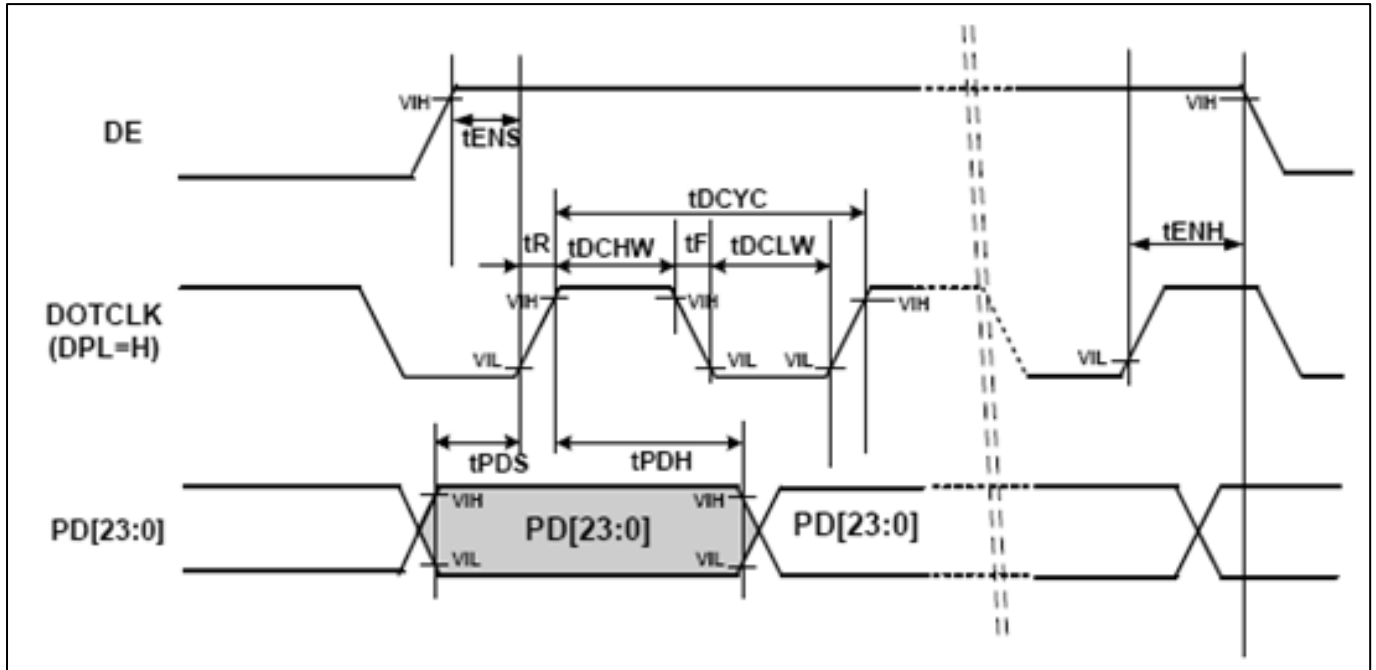 VIH VIH
DE
tENS
tDCYC
tENH
tR tDCHW tF tDCLW
VIH VIH VIH
DOTCLK
(DPL=H)
VIL VIL VIL VIL
tPDS tPDH
VIH VIH
PD[23:0] PD[23:0] PD[23:0]
VIL VIL